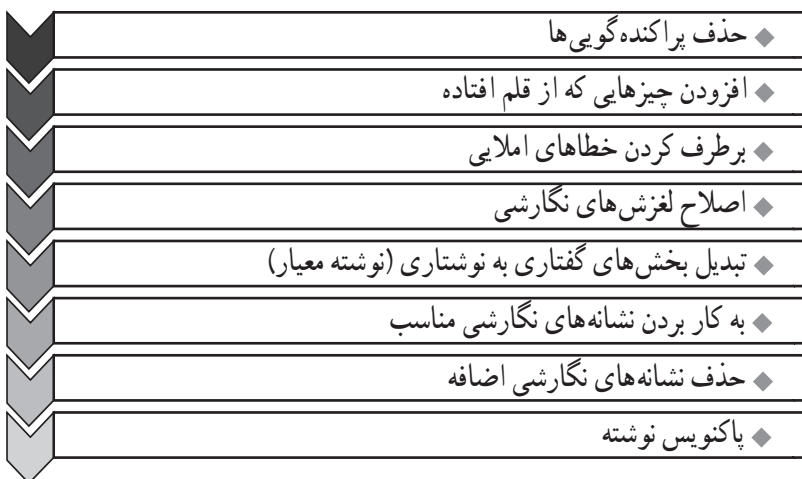 حذف پراکنده‌گویی‌ها
افزودن چیزهایی که از قلم افتاده
برطرف کردن خطاهای املایی
اصلاح لغزش‌های نگارشی
تبدیل بخش‌های گفتاری به نوشتاری (نوشته معیار)
به کار بردن نشانه‌های نگارشی مناسب
حذف نشانه‌های نگارشی اضافه
پاکنویس نوشته